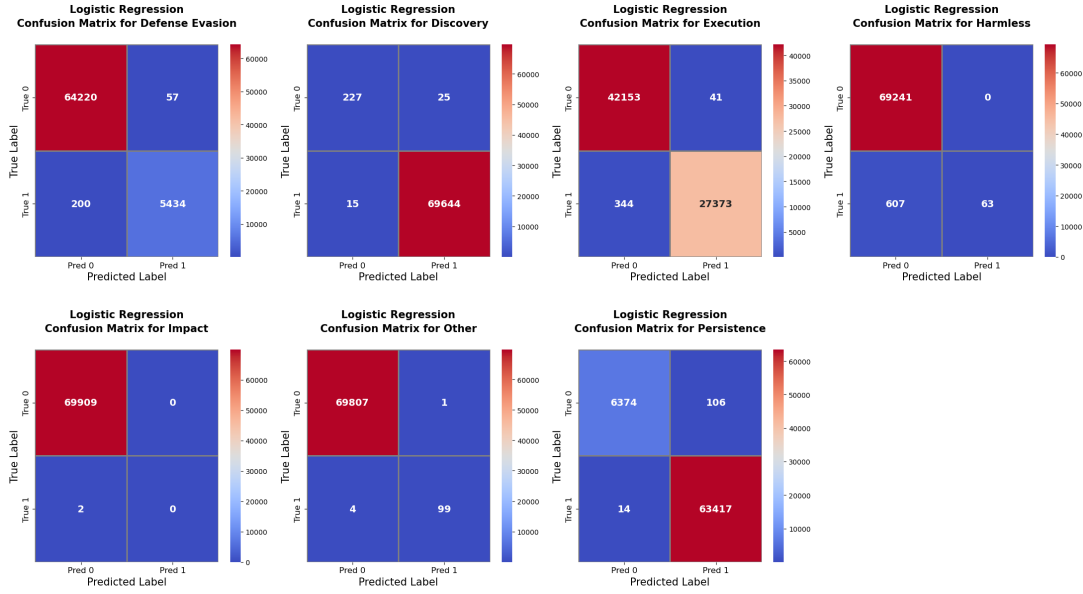 Logistic Regression
Confusion Matrix for Defense Evasion
True Label
True 0
True 1
64220
57
200
5434
Pred 0
Pred 1
Predicted Label
60000
50000
40000
30000
20000
10000
Logistic Regression
Confusion Matrix for Discovery
True Label
True 0
True 1
227
25
15
69644
Pred 0
Pred 1
Predicted Label
60000
50000
40000
30000
20000
10000
Logistic Regression
Confusion Matrix for Execution
True Label
True 0
True 1
42153
41
344
27373
Pred 0
Pred 1
Predicted Label
40000
35000
30000
25000
20000
15000
10000
5000
Logistic Regression
Confusion Matrix for Harmless
True Label
True 0
True 1
69241
0
607
63
Pred 0
Pred 1
Predicted Label
60000
50000
40000
30000
20000
10000
0
Logistic Regression
Confusion Matrix for Impact
True Label
True 0
True 1
69909
0
2
0
Pred 0
Pred 1
Predicted Label
60000
50000
40000
30000
20000
10000
0
Logistic Regression
Confusion Matrix for Other
True Label
True 0
True 1
69807
1
4
99
Pred 0
Pred 1
Predicted Label
60000
50000
40000
30000
20000
10000
Logistic Regression
Confusion Matrix for Persistence
True Label
True 0
True 1
6374
106
14
63417
Pred 0
Pred 1
Predicted Label
60000
50000
40000
30000
20000
10000